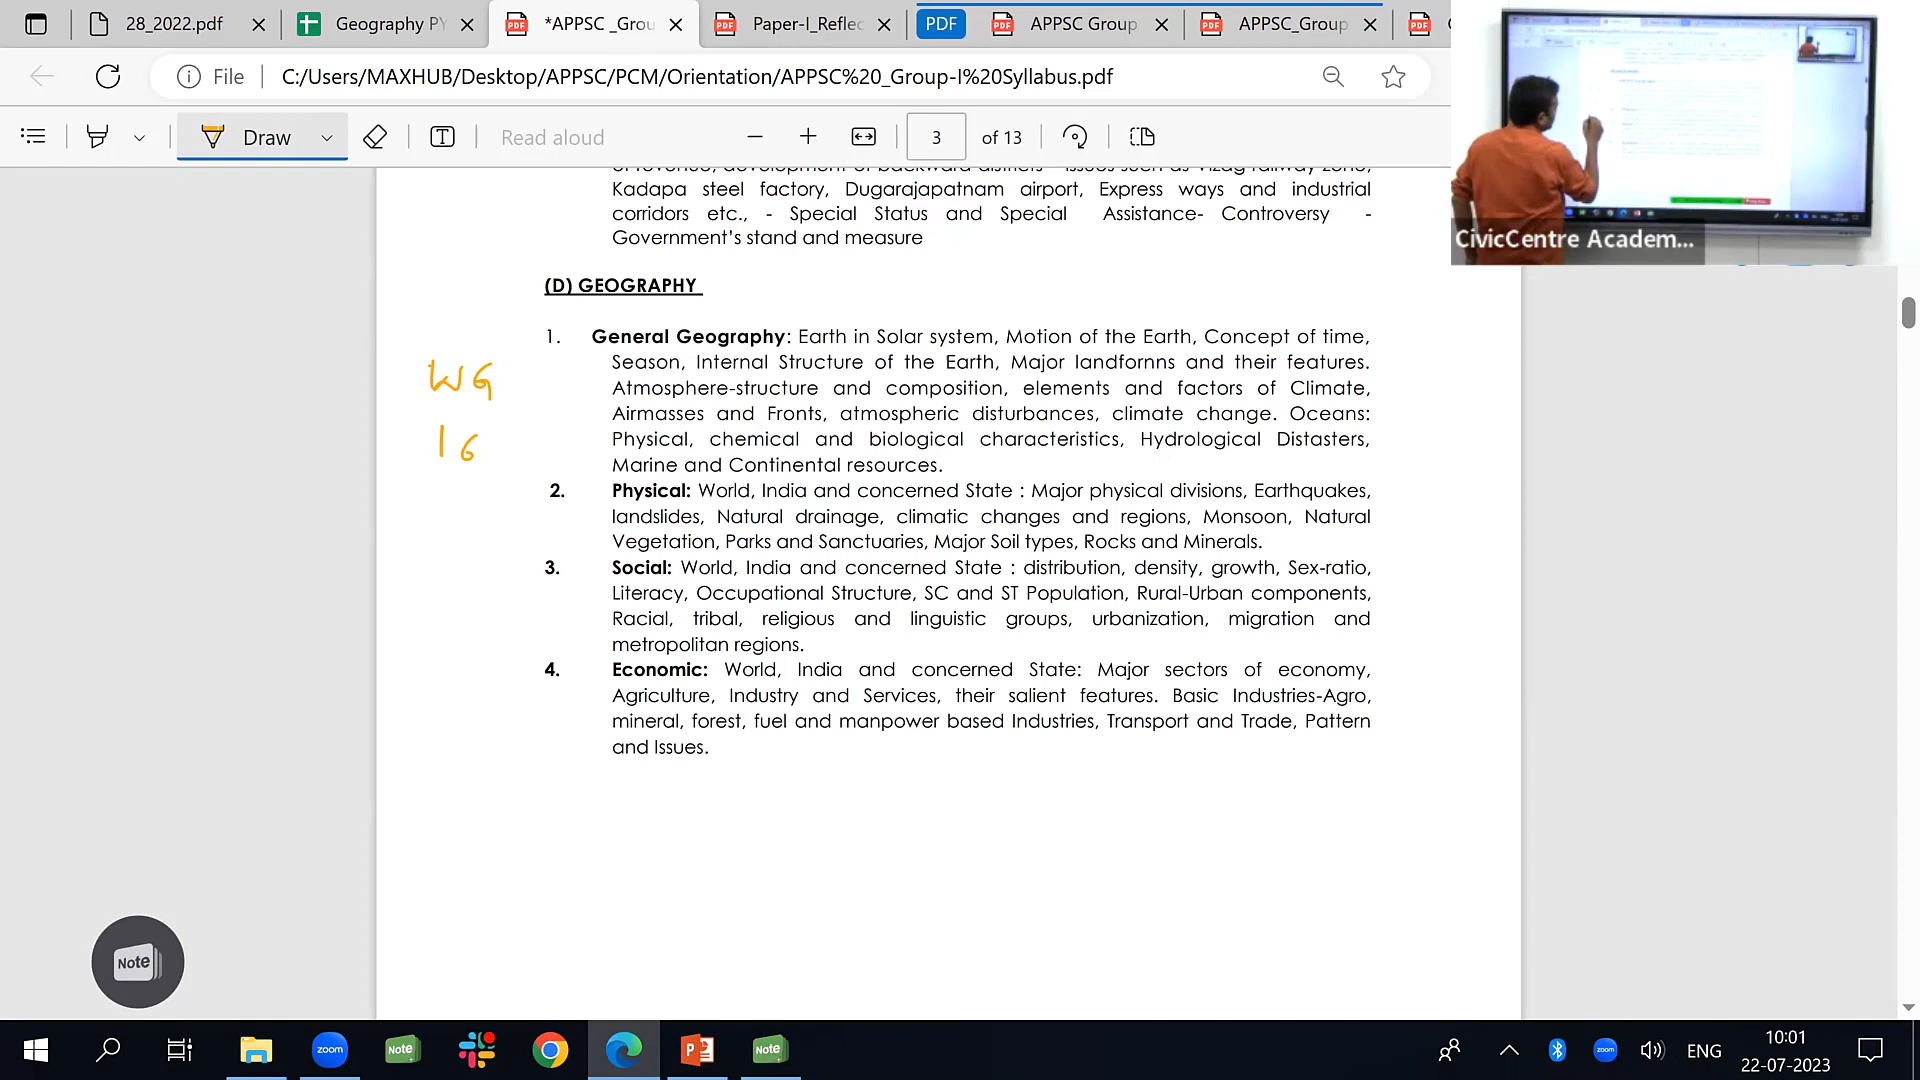 28_2022.pdf
Geography PY
*APPSC _Grou
Paper-I_Reflec
PDF
APPSC Group
APPSC_Group
File
C:/Users/MAXHUB/Desktop/APPSC/PCM/Orientation/APPSC%20_Group-I%20Syllabus.pdf
Draw
Read aloud
3
of 13
CivicCentre Academ...
Kadapa steel factory, Dugarajapatnam airport, Express ways and industrial
corridors etc., - Special Status and Special Assistance- Controversy -
Government's stand and measure
(D) GEOGRAPHY
1. General Geography: Earth in Solar system, Motion of the Earth, Concept of time,
Season, Internal Structure of the Earth, Major landfornns and their features.
Atmosphere-structure and composition, elements and factors of Climate,
Airmasses and Fronts, atmospheric disturbances, climate change. Oceans:
Physical, chemical and biological characteristics, Hydrological Distasters,
Marine and Continental resources.
WG
IG
2. Physical: World, India and concerned State : Major physical divisions, Earthquakes,
landslides, Natural drainage, climatic changes and regions, Monsoon, Natural
Vegetation, Parks and Sanctuaries, Major Soil types, Rocks and Minerals.
3. Social: World, India and concerned State : distribution, density, growth, Sex-ratio,
Literacy, Occupational Structure, SC and ST Population, Rural-Urban components,
Racial, tribal, religious and linguistic groups, urbanization, migration and
metropolitan regions.
4. Economic: World, India and concerned State: Major sectors of economy,
Agriculture, Industry and Services, their salient features. Basic Industries-Agro,
mineral, forest, fuel and manpower based Industries, Transport and Trade, Pattern
and Issues.
Note
zoom
Note
Note
zoom
ENG
10:01
22-07-2023